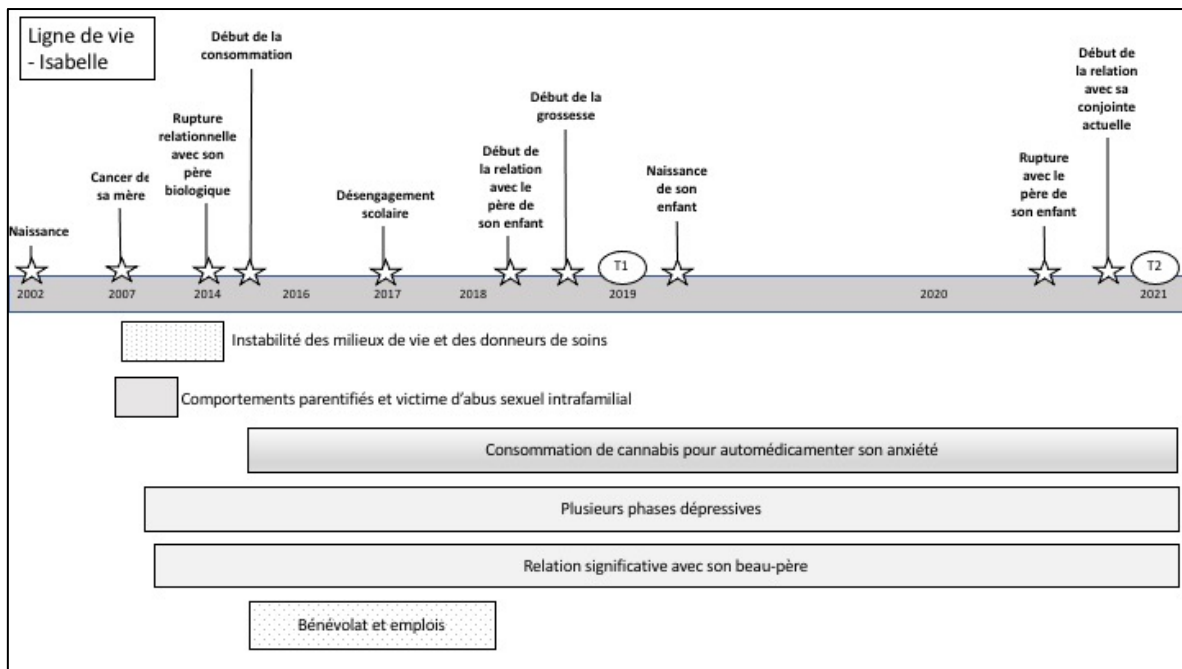 Ligne de vie
- Isabelle
Début de la
consommation
Rupture
relationnelle
avec son
père
biologique
Cancer de
sa mère
Naissance
Désengagement
scolaire
Début de
la relation
avec le
père de
son enfant
Début de la
grossesse
Naissance
de son
enfant
Rupture
avec le
père de
son enfant
Début de
la relation
avec sa
conjointe
actuelle
T1
T2
2002 2007 2014 2016 2017 2018 2019 2020 2021
Instabilité des milieux de vie et des donneurs de soins
Comportements parentifiés et victime d'abus sexuel intrafamilial
Consommation de cannabis pour automédicamenter son anxiété
Plusieurs phases dépressives
Relation significative avec son beau-père
Bénévolat et emplois